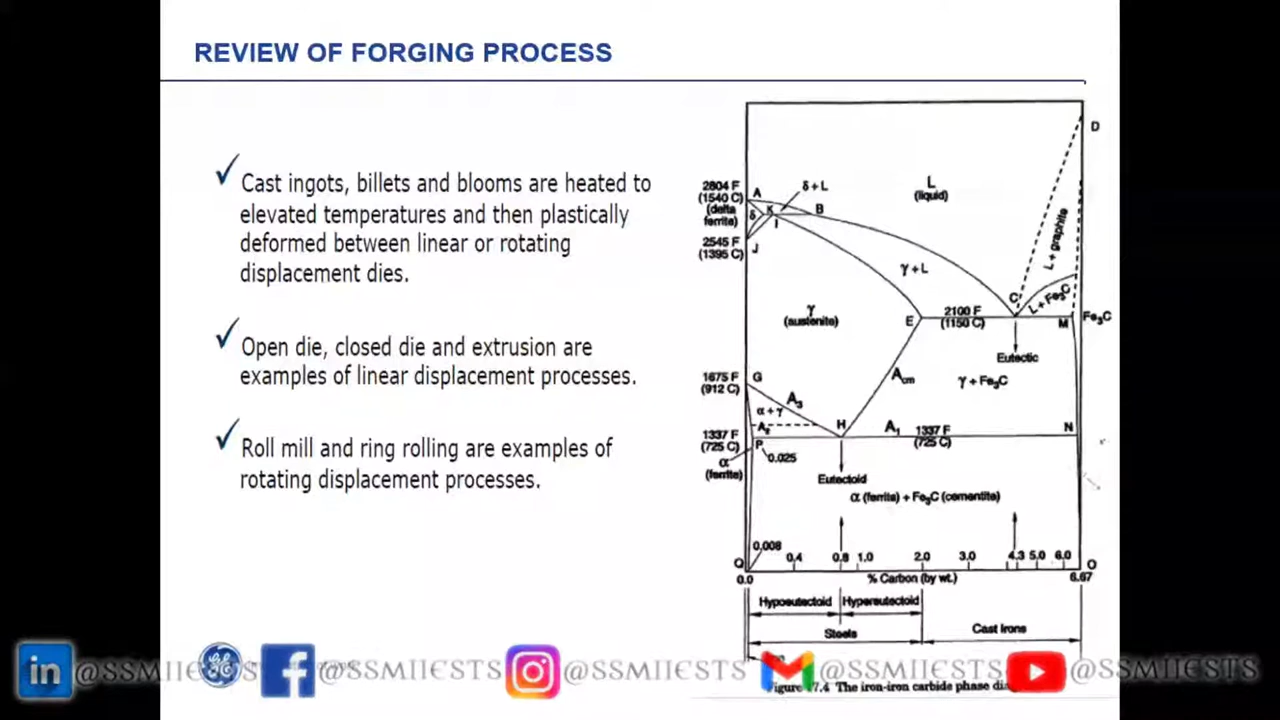 REVIEW OF FORGING PROCESS
Cast ingots, billets and blooms are heated to
elevated temperatures and then plastically
deformed between linear or rotating
displacement dies.
Open die, closed die and extrusion are
examples of linear displacement processes.
Roll mill and ring rolling are examples of
rotating displacement processes.
D
2804 F
(1540 C)
(delta
ferrite)
A
δ + L
L
(liquid)
δ
K
B
I
2545 F
(1395 C)
J
L + graphite
γ + L
γ
(austenite)
C
L + Fe₃C
E
2100 F
(1150 C)
M
Fe₃C
Eutectic
1675 F
(912 C)
G
A₃
Acm
γ + Fe₃C
α + γ
A₂
H
A₁
1337 F
(725 C)
N
1337 F
(725 C)
P
0.025
α
(ferrite)
Eutectoid
α (ferrite) + Fe₃C (cementite)
0.008
Q
0.4
0.8
1.0
2.0
3.0
4.3
5.0
6.0
O
0.0
% Carbon (by wt.)
6.67
Hypoeutectoid
Hypereutectoid
Steels
Cast Irons
in @SSMIIESTS
f @SSMIIESTS
@SSMIIESTS
@SSMIIESTS
@SSMIIESTS
The iron-iron carbide phase